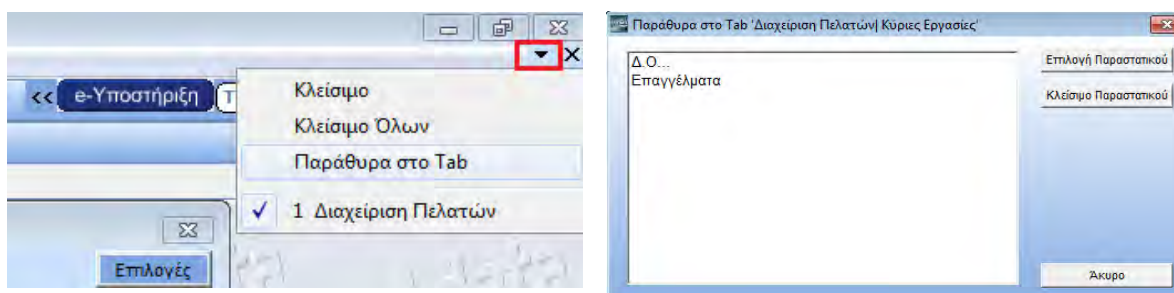 << e-Υποστήριξη Τ
Κλείσιμο
Κλείσιμο Όλων
Παράθυρα στο Tab
✓ 1 Διαχείριση Πελατών
Επιλογές
Παράθυρα στο Tab 'Διαχείριση Πελατών| Κύριες Εργασίες'
Δ.Ο...
Επαγγέλματα
Επιλογή Παραστατικού
Κλείσιμο Παραστατικού
Άκυρο